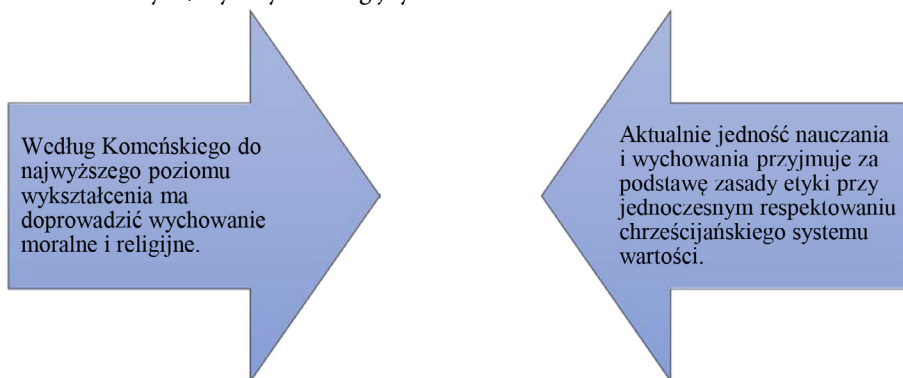 Według Komeńskiego do
najwyższego poziomu
wykształcenia ma
doprowadzić wychowanie
moralne i religijne.
Aktualnie jedność nauczania
i wychowania przyjmuje za
podstawę zasady etyki przy
jednoczesnym respektowaniu
chrześcijańskiego systemu
wartości.